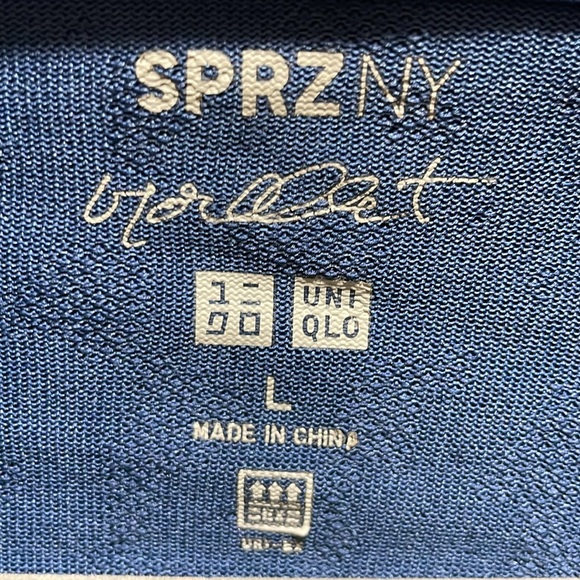 SPRZ NY
ユニ UNI
クロ QLO
L
MADE IN CHINA